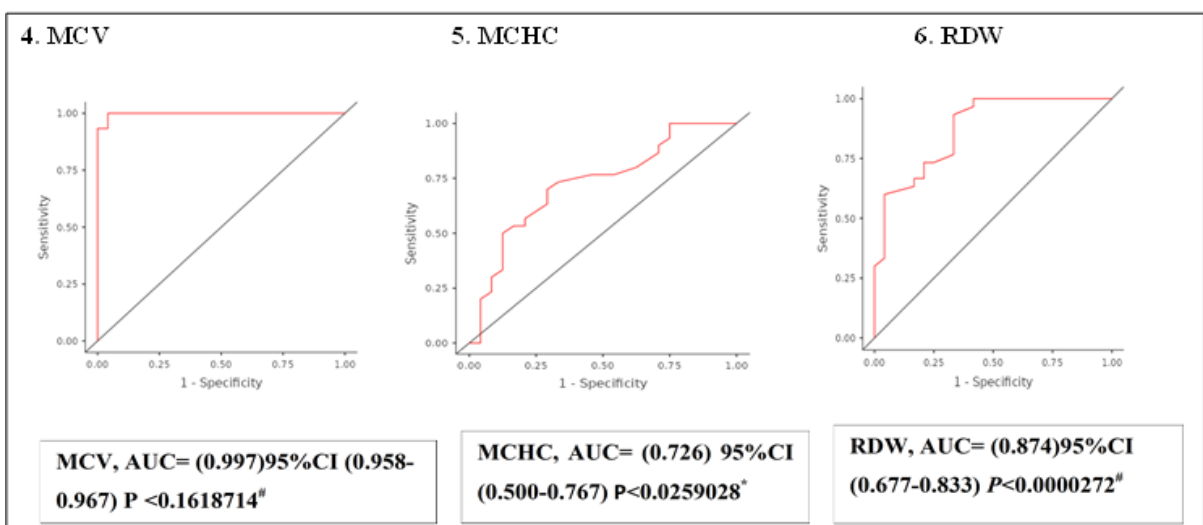 4. MCV
5. MCHC
6. RDW
1.00
0.75
0.50
0.25
0.00
Sensitivity
0.00 0.25 0.50 0.75 1.00
1 - Specificity
1.00
0.75
0.50
0.25
0.00
Sensitivity
0.00 0.25 0.50 0.75 1.00
1 - Specificity
1.00
0.75
0.50
0.25
0.00
Sensitivity
0.00 0.25 0.50 0.75 1.00
1 - Specificity
MCV, AUC= (0.997)95%CI (0.958-
0.967) P <0.1618714#
MCHC, AUC= (0.726) 95%CI
(0.500-0.767) P<0.0259028*
RDW, AUC= (0.874)95%CI
(0.677-0.833) P<0.0000272#